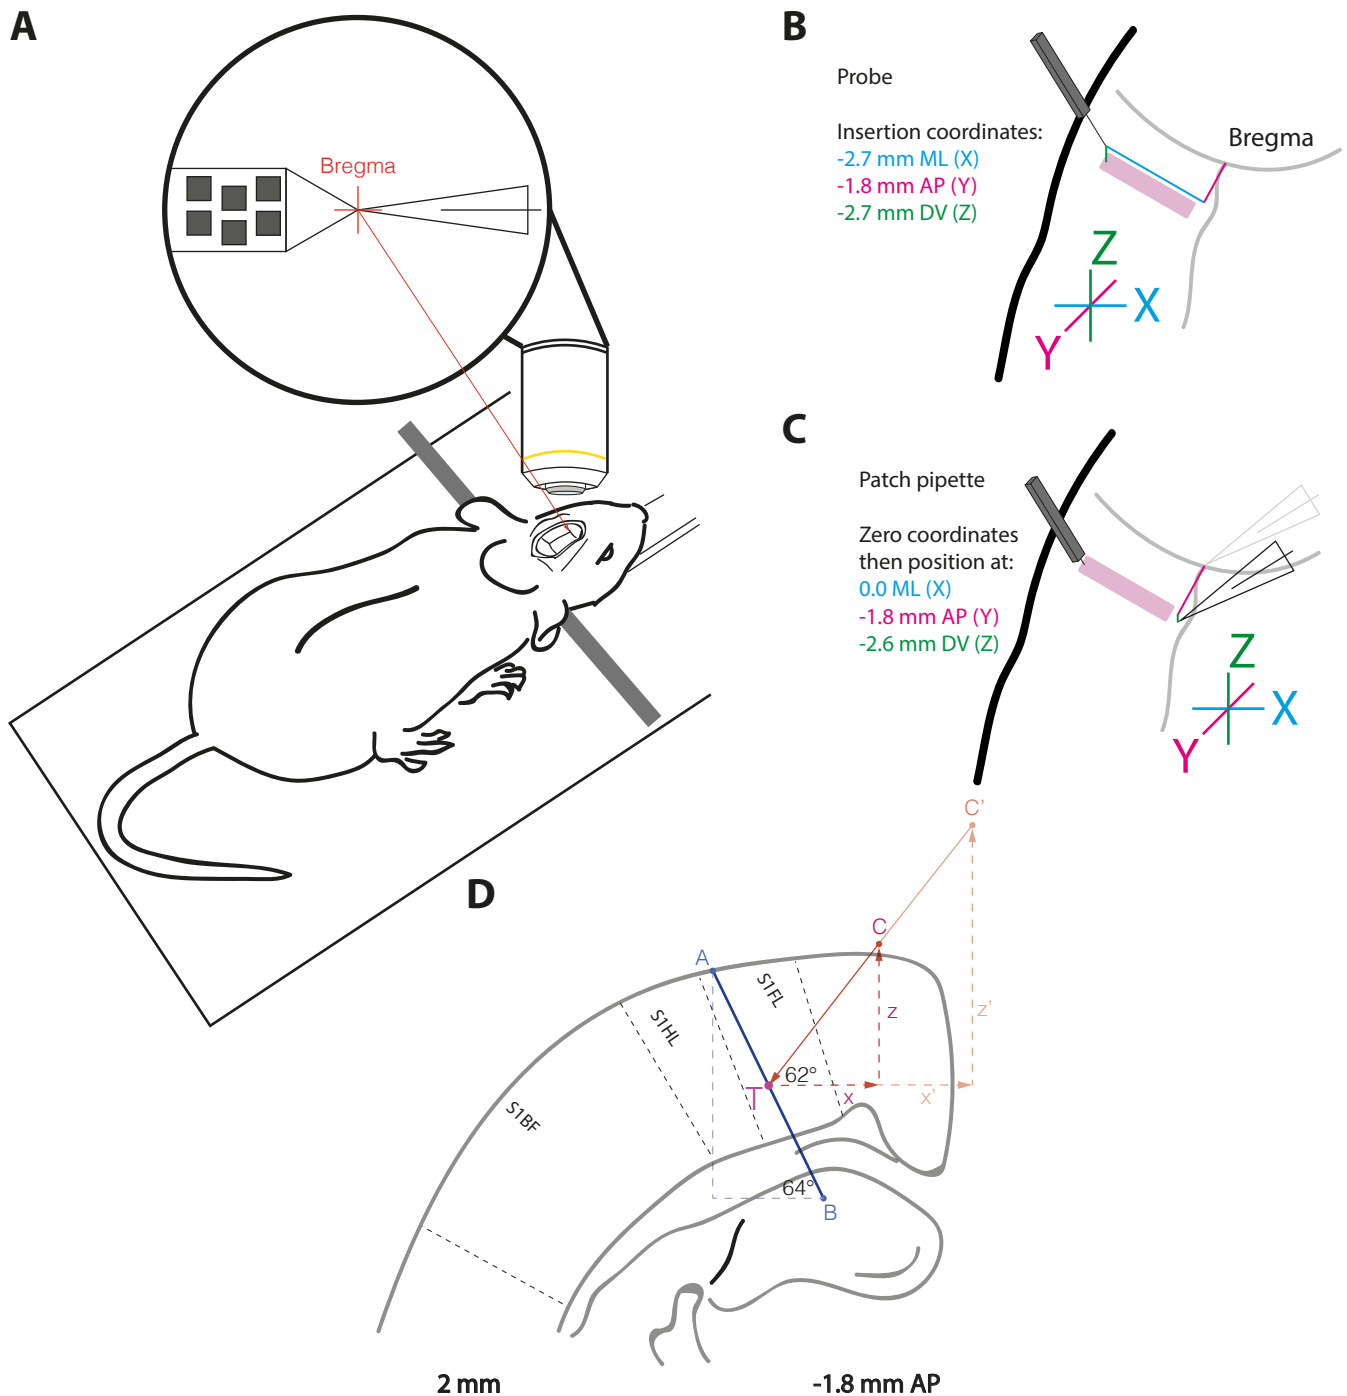 A
Bregma
B
Probe
Insertion coordinates:
-2.7 mm ML (X)
-1.8 mm AP (Y)
-2.7 mm DV (Z)
Bregma
Z
X
Y
C
Patch pipette
Zero coordinates
then position at:
0.0 ML (X)
-1.8 mm AP (Y)
-2.6 mm DV (Z)
Z
X
Y
D
C'
C
A
S1FL
S1HL
S1BF
z
z'
62°
T
x
x'
64°
B
2 mm
-1.8 mm AP